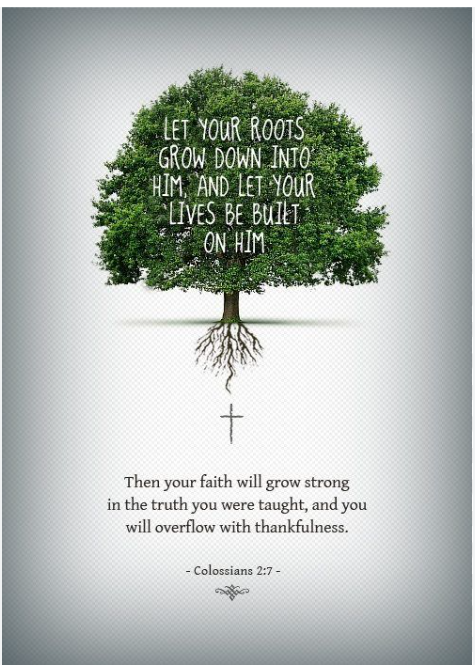 LET YOUR ROOTS
GROW DOWN INTO
HIM, AND LET YOUR
LIVES BE BUILT
ON HIM
Then your faith will grow strong
in the truth you were taught, and you
will overflow with thankfulness.
- Colossians 2:7 -